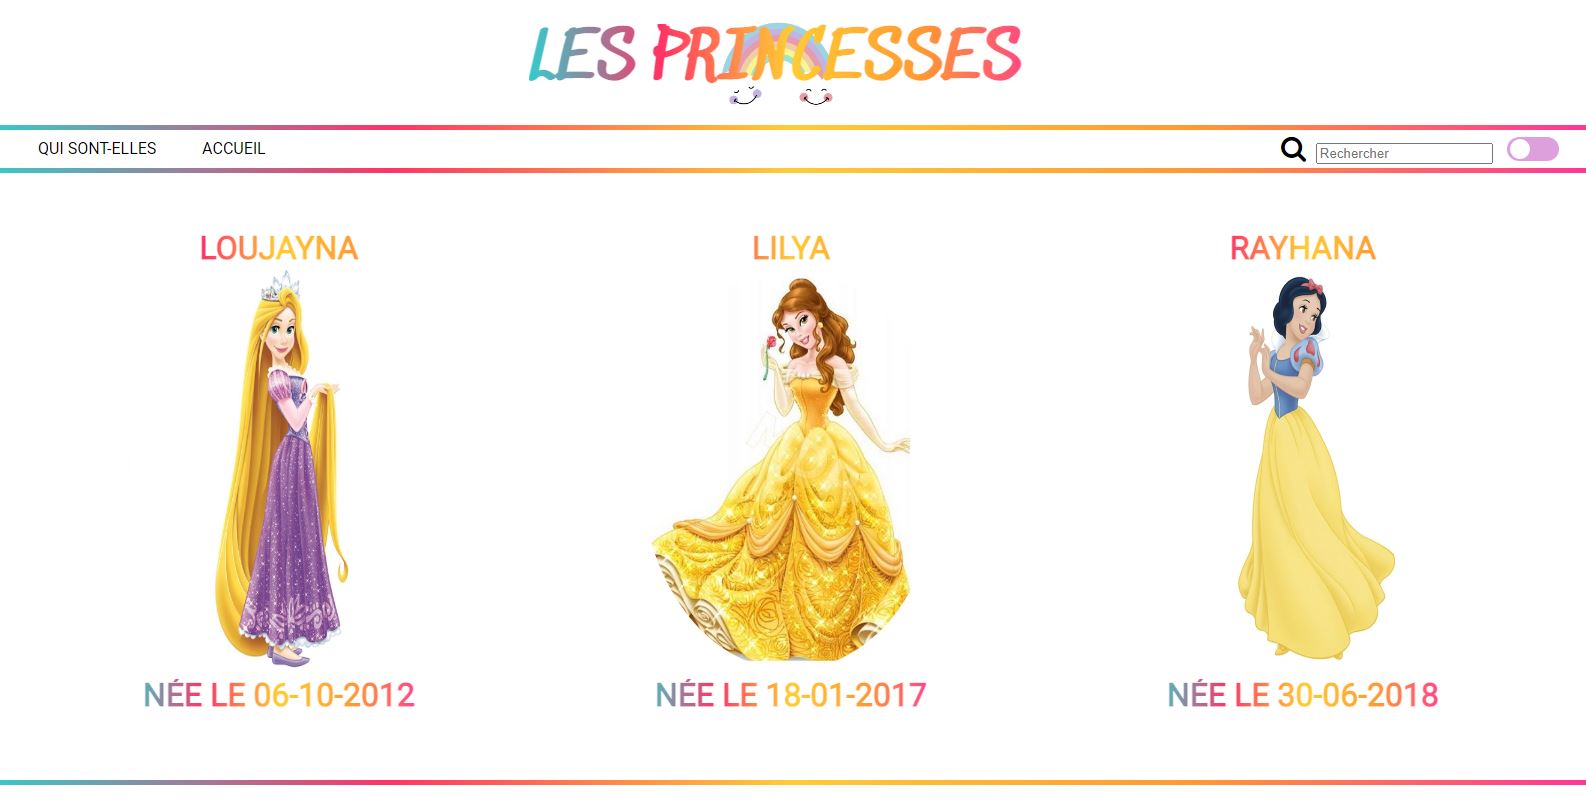 LES PRINCESSES
QUI SONT-ELLES ACCUEIL Rechercher
LOUJAYNA LILYA RAYHANA
NÉE LE 06-10-2012 NÉE LE 18-01-2017 NÉE LE 30-06-2018